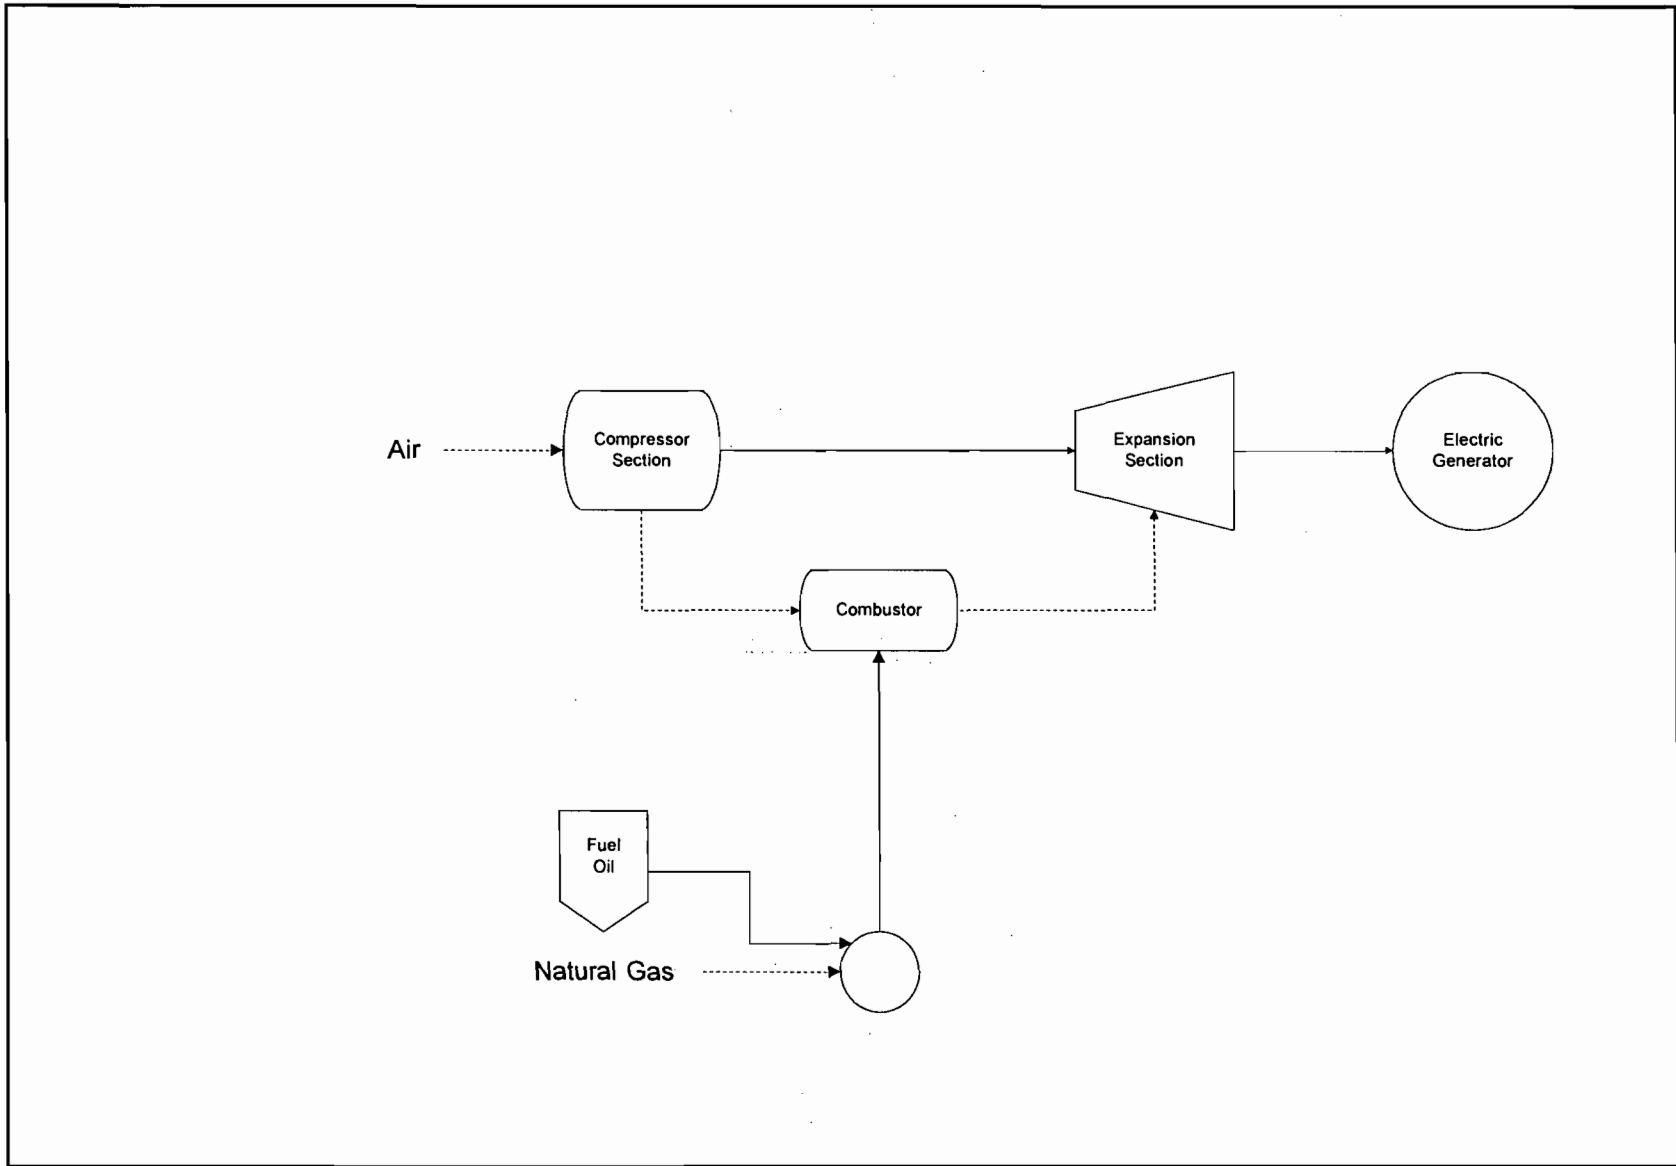 Air
Compressor
Section
Expansion
Section
Electric
Generator
Combustor
Fuel
Oil
Natural Gas